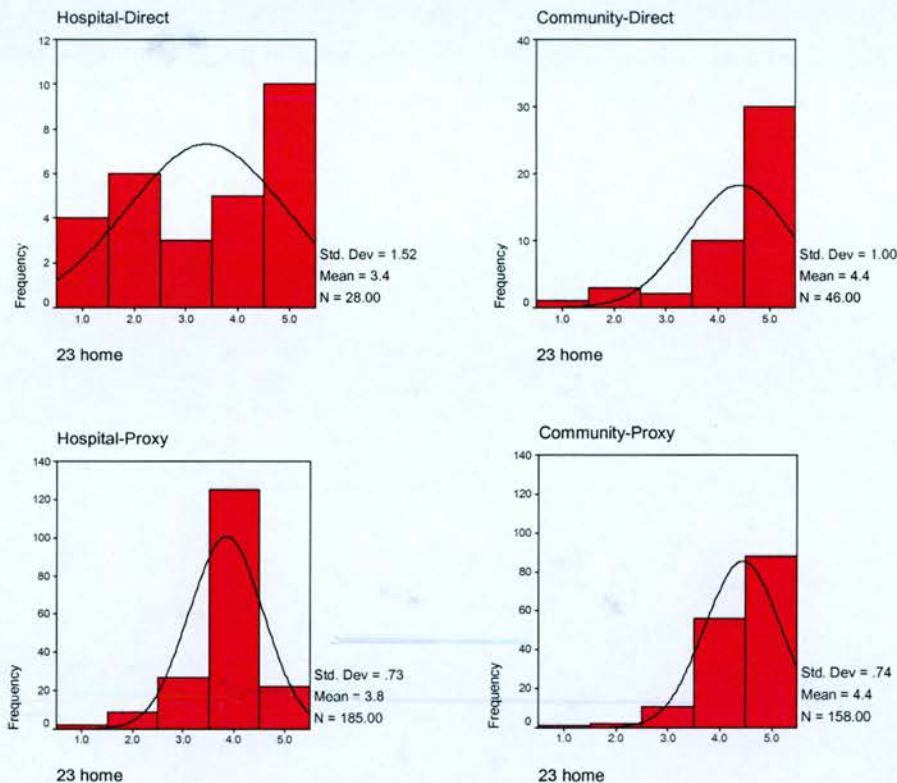 Hospital-Direct
12
10
8
6
4
2
0
Frequency
1.0 2.0 3.0 4.0 5.0
Std. Dev = 1.52
Mean = 3.4
N = 28.00
23 home
Community-Direct
40
30
20
10
0
Frequency
1.0 2.0 3.0 4.0 5.0
Std. Dev = 1.00
Mean = 4.4
N = 46.00
23 home
Hospital-Proxy
140
120
100
80
60
40
20
0
Frequency
1.0 2.0 3.0 4.0 5.0
Std. Dev = .73
Mean = 3.8
N = 185.00
23 home
Community-Proxy
140
120
100
80
60
40
20
0
Frequency
1.0 2.0 3.0 4.0 5.0
Std. Dev = .74
Mean = 4.4
N = 158.00
23 home